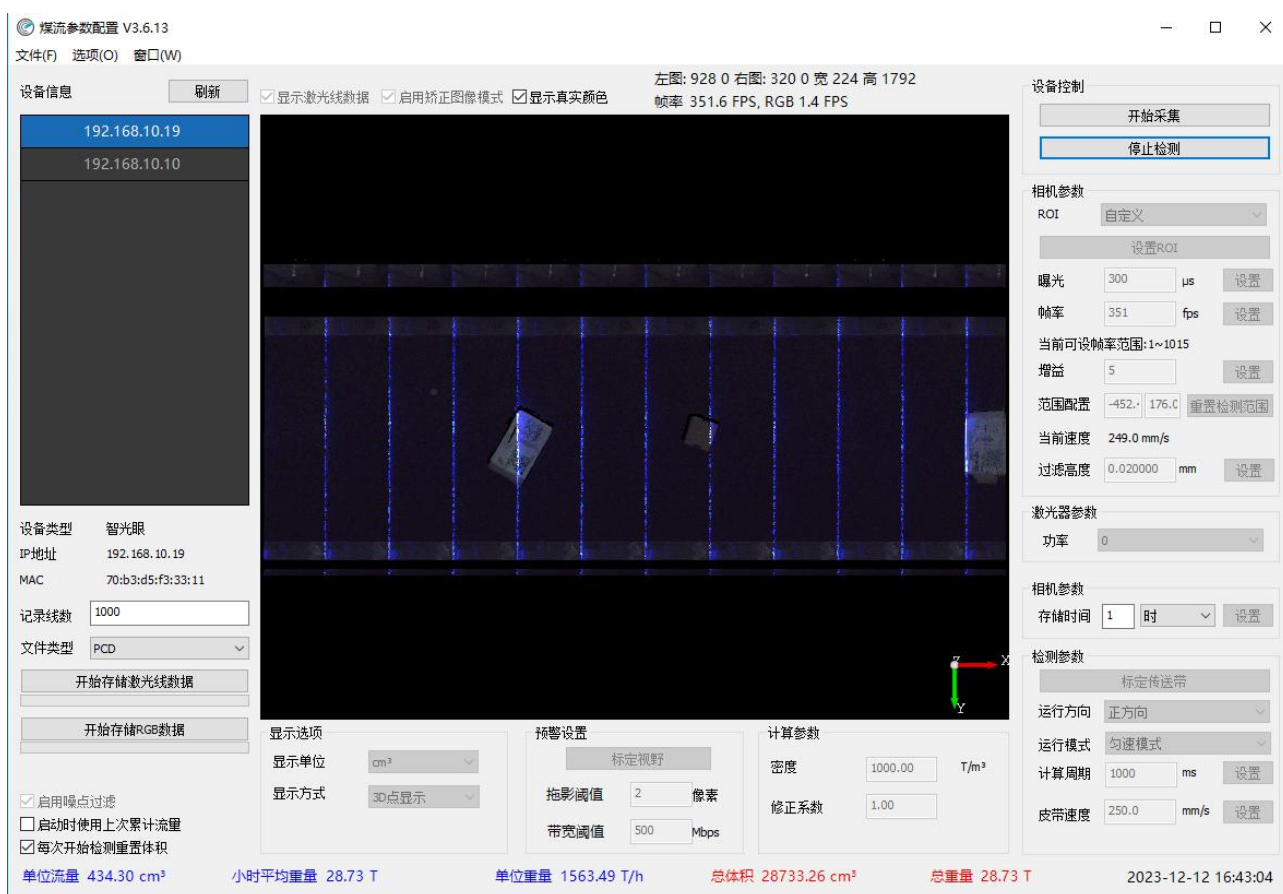 煤流参数配置 V3.6.13
文件(F) 选项(O) 窗口(W)
设备信息
刷新
显示激光线数据
启用矫正图像模式
显示真实颜色
左图: 928 0 右图: 320 0 宽 224 高 1792
帧率 351.6 FPS, RGB 1.4 FPS
192.168.10.19
192.168.10.10
设备类型 智光眼
IP地址 192.168.10.19
MAC 70:b3:d5:f3:33:11
记录线数 1000
文件类型 PCD
开始存储激光线数据
开始存储RGB数据
启用噪点过滤
启动时使用上次累计流量
每次开始检测重置体积
Z
X
Y
显示选项
显示单位 cm³
显示方式 3D点显示
预警设置
标定视野
拖影阈值 2 像素
带宽阈值 500 Mbps
计算参数
密度 1000.00 T/m³
修正系数 1.00
设备控制
开始采集
停止检测
相机参数
ROI 自定义
设置ROI
曝光 300 μs 设置
帧率 351 fps 设置
当前可设帧率范围:1~1015
增益 5 设置
范围配置 -452. 176.0 重置检测范围
当前速度 249.0 mm/s
过滤高度 0.020000 mm 设置
激光器参数
功率 0
相机参数
存储时间 1 时 设置
检测参数
标定传送带
运行方向 正方向
运行模式 匀速模式
计算周期 1000 ms 设置
皮带速度 250.0 mm/s 设置
单位流量 434.30 cm³ 小时平均重量 28.73 T 单位重量 1563.49 T/h 总体积 28733.26 cm³ 总重量 28.73 T 2023-12-12 16:43:04